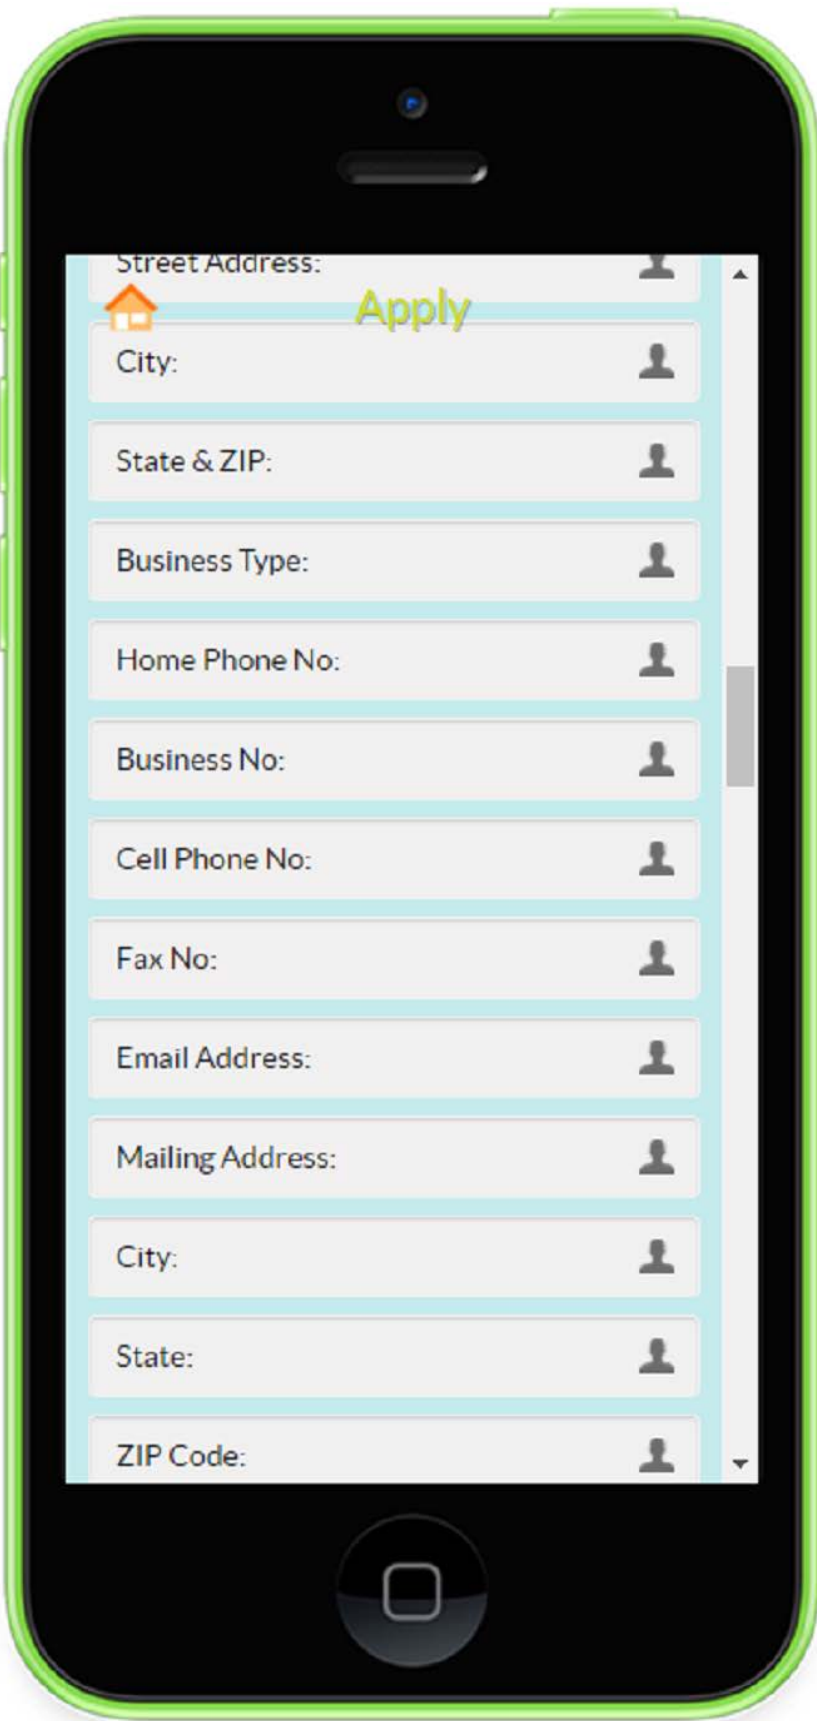 Street Address:
Apply
City:
State & ZIP:
Business Type:
Home Phone No:
Business No:
Cell Phone No:
Fax No:
Email Address:
Mailing Address:
City:
State:
ZIP Code: